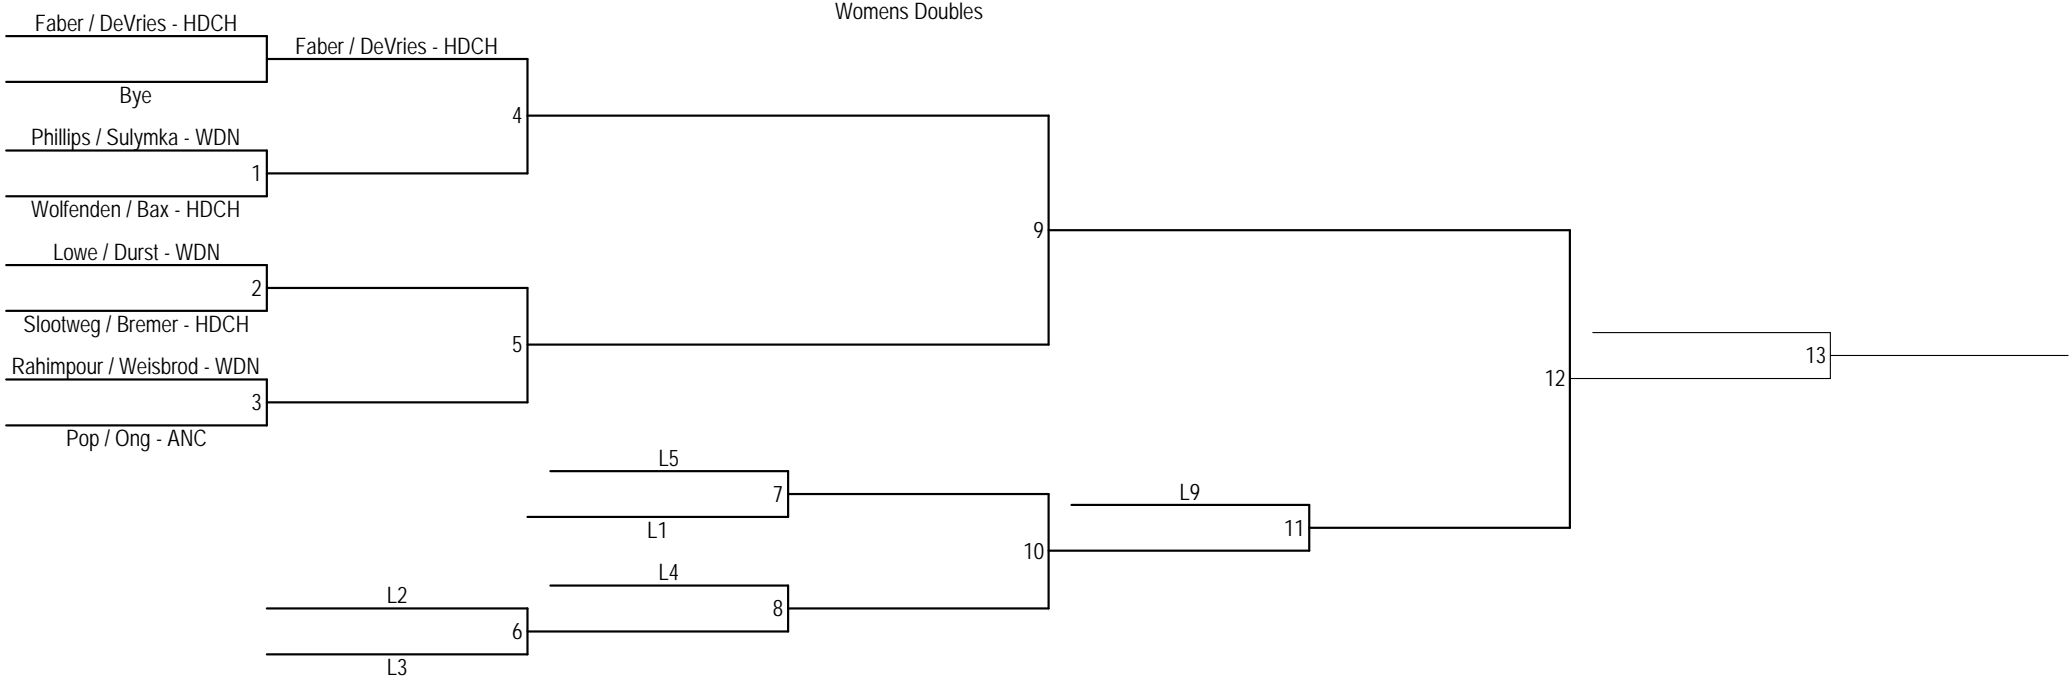 Womens Doubles
Faber / DeVries - HDCH
Faber / DeVries - HDCH
Bye
4
Phillips / Sulymka - WDN
1
Wolfenden / Bax - HDCH
9
Lowe / Durst - WDN
2
Slootweg / Bremer - HDCH
5
13
Rahimpour / Weisbrod - WDN
12
3
Pop / Ong - ANC
L5
7
L9
L1
11
10
L4
L2
8
6
L3